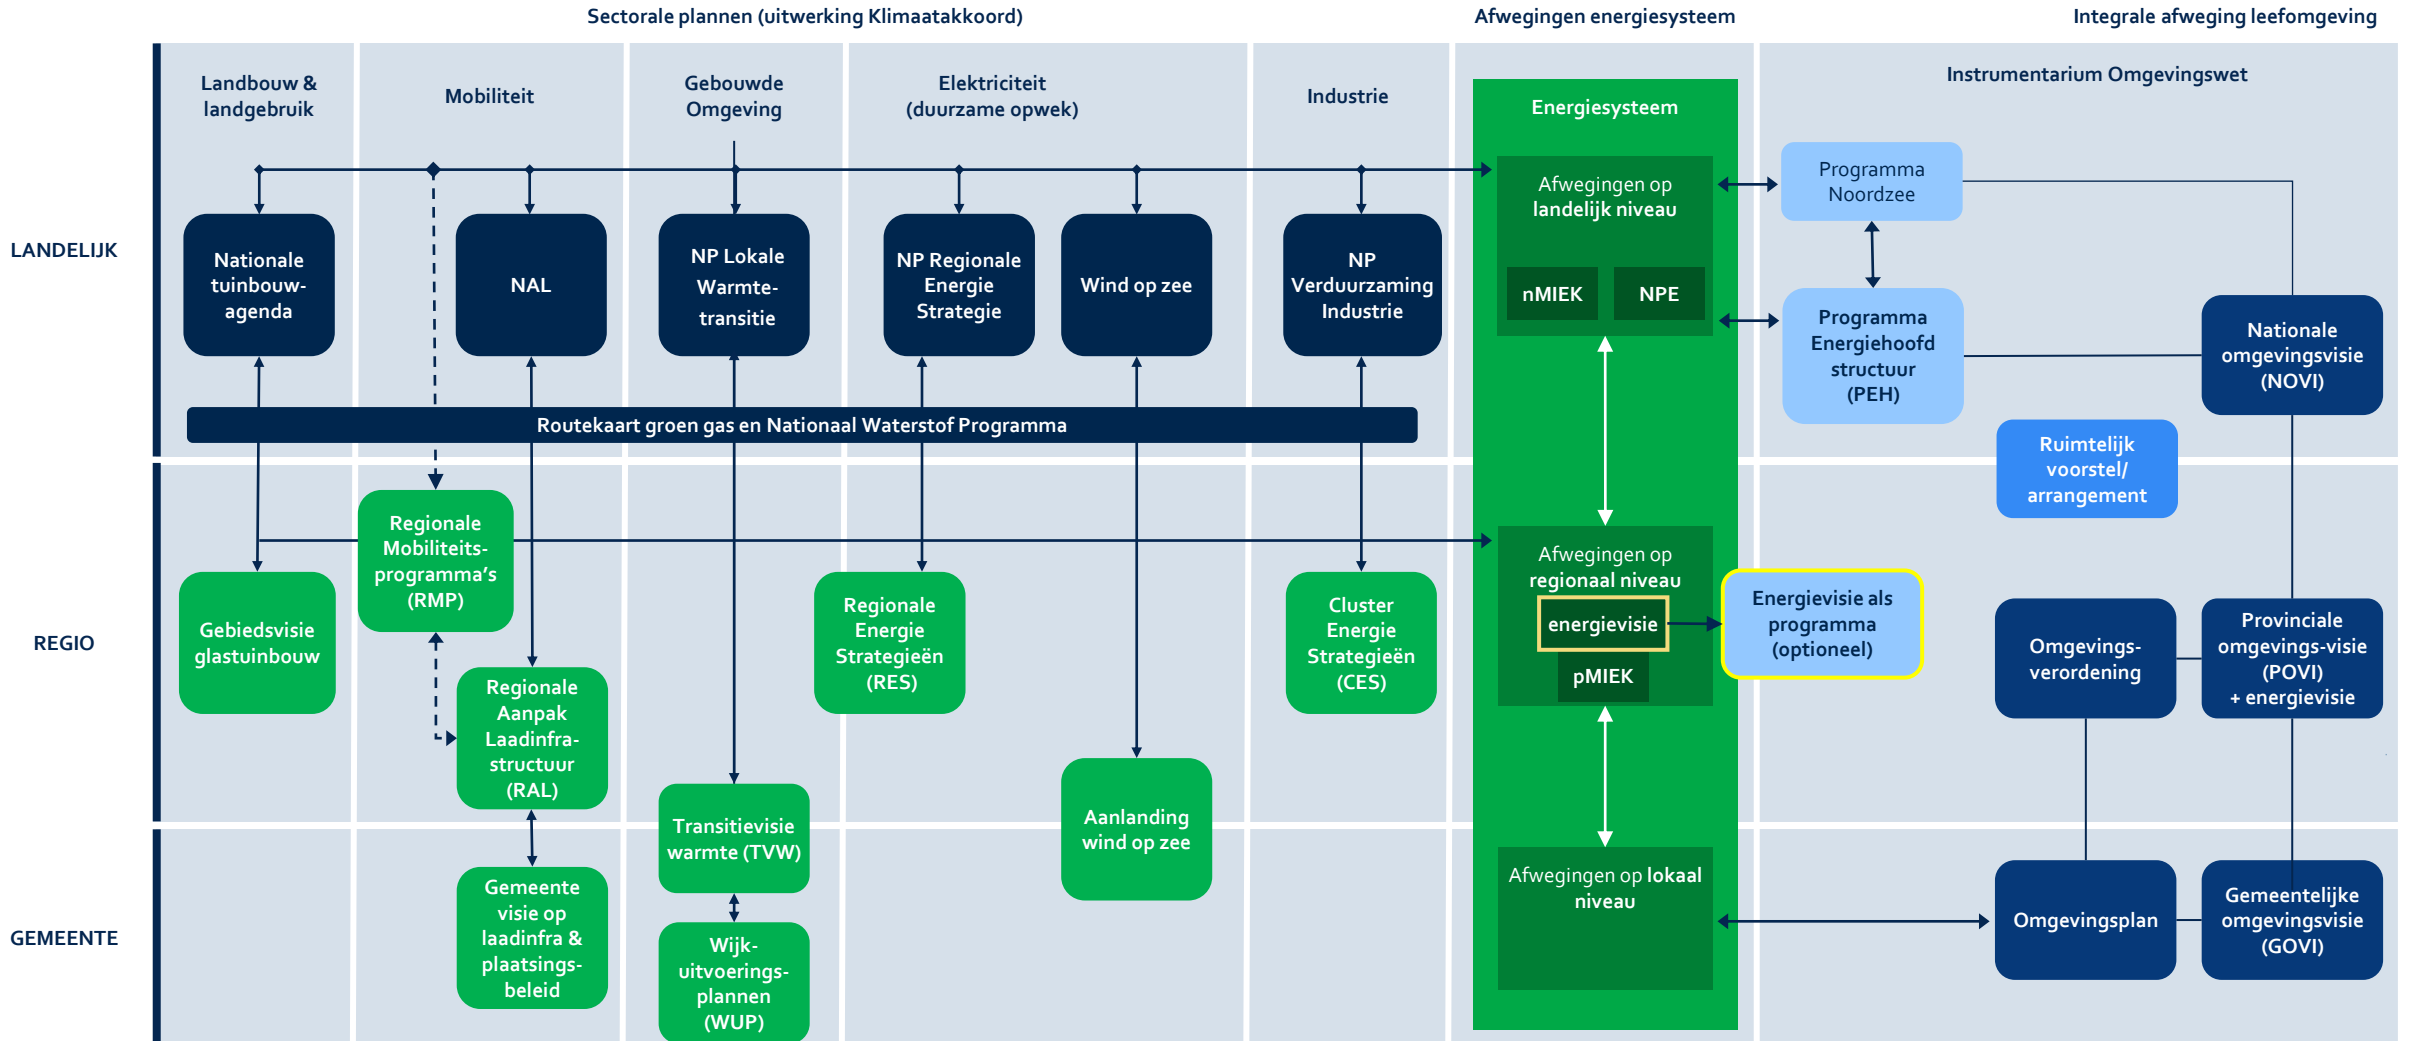 Sectorale plannen (uitwerking Klimaatakkoord)
Afwegingen energiesysteem
Integrale afweging leefomgeving
Landbouw &
landgebruik
Mobiliteit
Gebouwde
Omgeving
Elektriciteit
(duurzame opwek)
Industrie
Energiesysteem
Instrumentarium Omgevingswet
LANDELIJK
Nationale
tuinbouw-
agenda
NAL
NP Lokale
Warmte-
transitie
NP Regionale
Energie
Strategie
Wind op zee
NP
Verduurzaming
Industrie
Afwegingen op
landelijk niveau
nMIEK
NPE
Programma
Noordzee
Programma
Energiehoofd
structuur
(PEH)
Nationale
omgevingsvisie
(NOVI)
Routekaart groen gas en Nationaal Waterstof Programma
Ruimtelijk
voorstel/
arrangement
REGIO
Gebiedsvisie
glastuinbouw
Regionale
Mobiliteits-
programma's
(RMP)
Regionale
Aanpak
Laadinfra-
structuur
(RAL)
Regionale
Energie
Strategieën
(RES)
Cluster
Energie
Strategieën
(CES)
Afwegingen op
regionaal niveau
energievisie
pMIEK
Energievisie als
programma
(optioneel)
Omgevings-
verordening
Provinciale
omgevings-visie
(POVI)
+ energievisie
Transitievisie
warmte (TVW)
Aanlanding
wind op zee
GEMEENTE
Gemeente
visie op
laadinfra &
plaatsings-
beleid
Wijk-
uitvoerings-
plannen
(WUP)
Afwegingen op lokaal
niveau
Omgevingsplan
Gemeentelijke
omgevingsvisie
(GOVI)